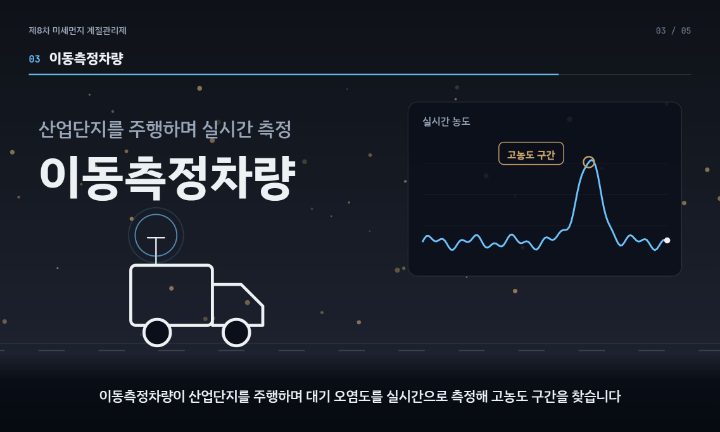 제8차 미세먼지 계절관리제
03 / 05
03 이동측정차량
산업단지를 주행하며 실시간 측정
이동측정차량
실시간 농도
고농도 구간
이동측정차량이 산업단지를 주행하며 대기 오염도를 실시간으로 측정해 고농도 구간을 찾습니다